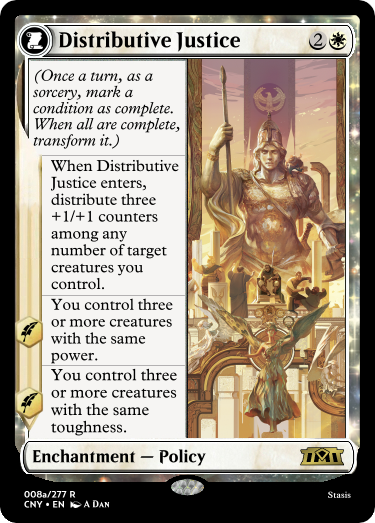 Distributive Justice 2
(Once a turn, as a
sorcery, mark a
condition as complete.
When all are complete,
transform it.)
When Distributive
Justice enters,
distribute three
+1/+1 counters
among any
number of target
creatures you
control.
You control three
or more creatures
with the same
power.
You control three
or more creatures
with the same
toughness.
Enchantment — Policy
008a/277 R
CNY • EN A DAN
Stasis